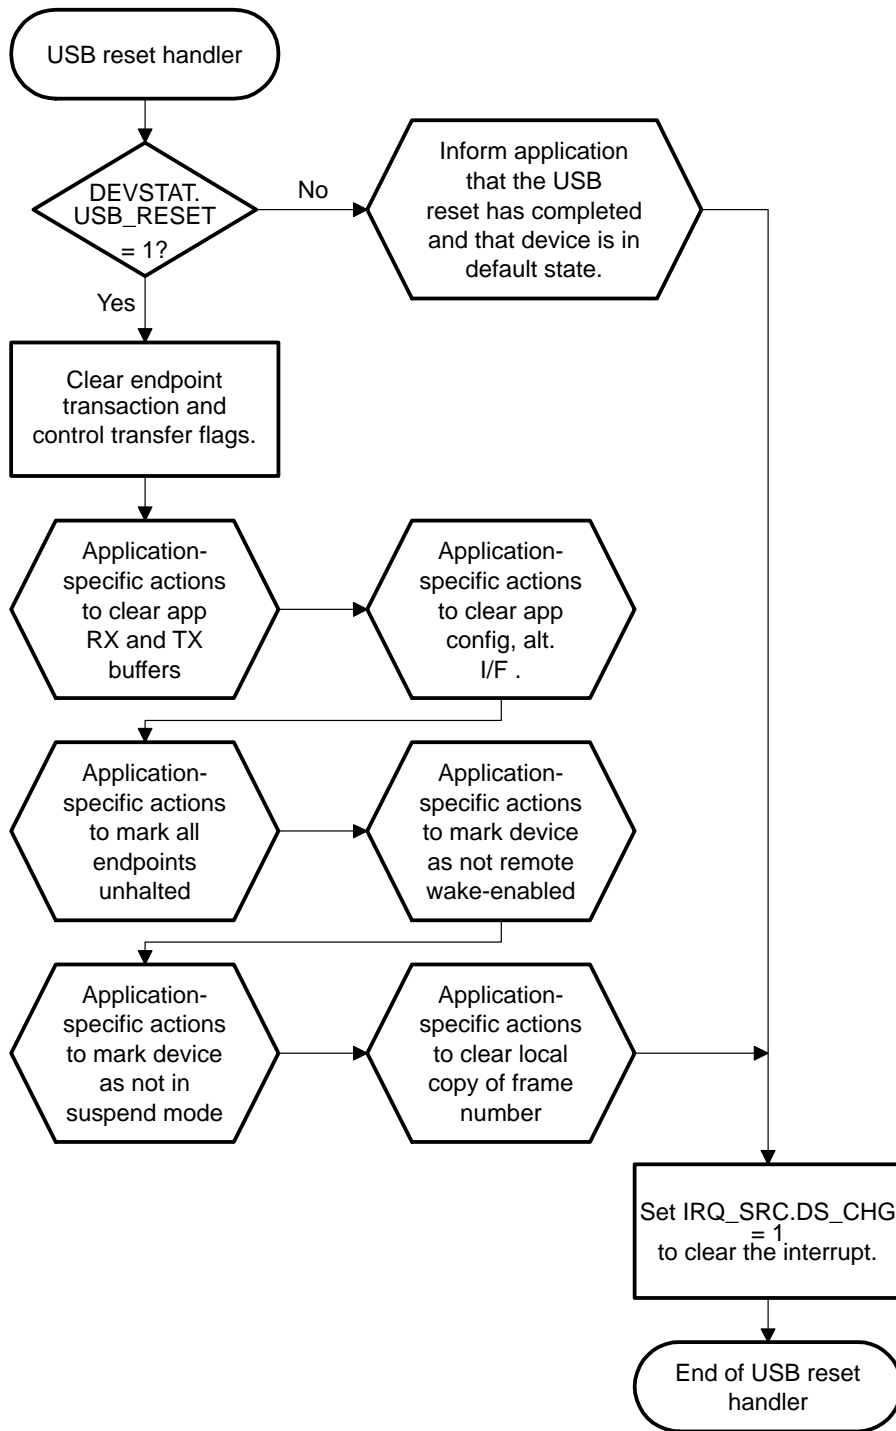 USB reset handler
DEVSTAT.
USB_RESET
= 1?
No
Inform application
that the USB
reset has completed
and that device is in
default state.
Yes
Clear endpoint
transaction and
control transfer flags.
Application-
specific actions
to clear app
RX and TX
buffers
Application-
specific actions
to clear app
config, alt.
I/F .
Application-
specific actions
to mark all
endpoints
unhalted
Application-
specific actions
to mark device
as not remote
wake-enabled
Application-
specific actions
to mark device
as not in
suspend mode
Application-
specific actions
to clear local
copy of frame
number
Set IRQ_SRC.DS_CHG
= 1
to clear the interrupt.
End of USB reset
handler